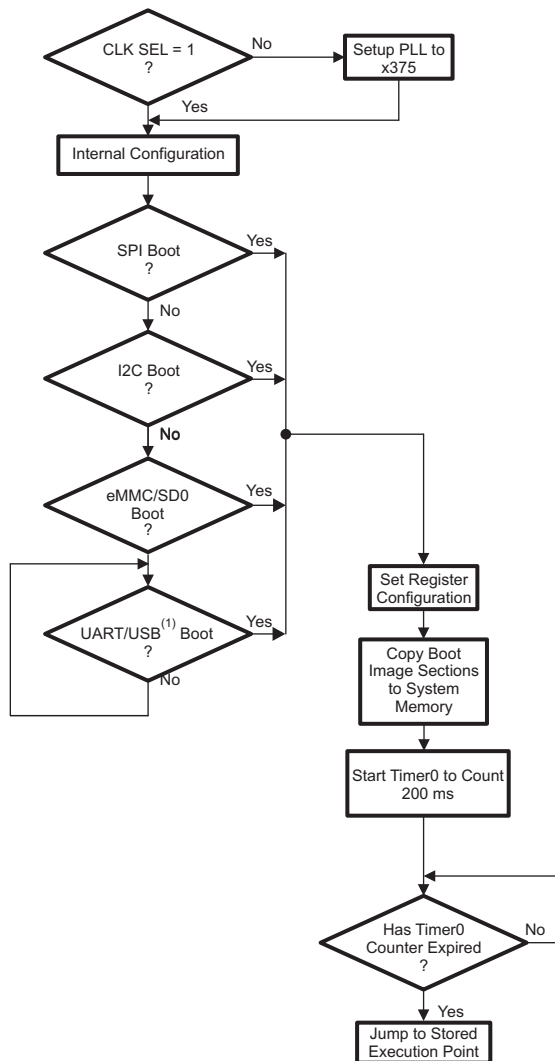 CLK SEL = 1
?
No
Setup PLL to
x375
Yes
Internal Configuration
SPI Boot
?
Yes
No
I2C Boot
?
Yes
No
eMMC/SD0
Boot
?
Yes
UART/USB(1) Boot
?
Yes
No
Set Register
Configuration
Copy Boot
Image Sections
to System
Memory
Start Timer0 to Count
200 ms
Has Timer0
Counter Expired
?
No
Yes
Jump to Stored
Execution Point